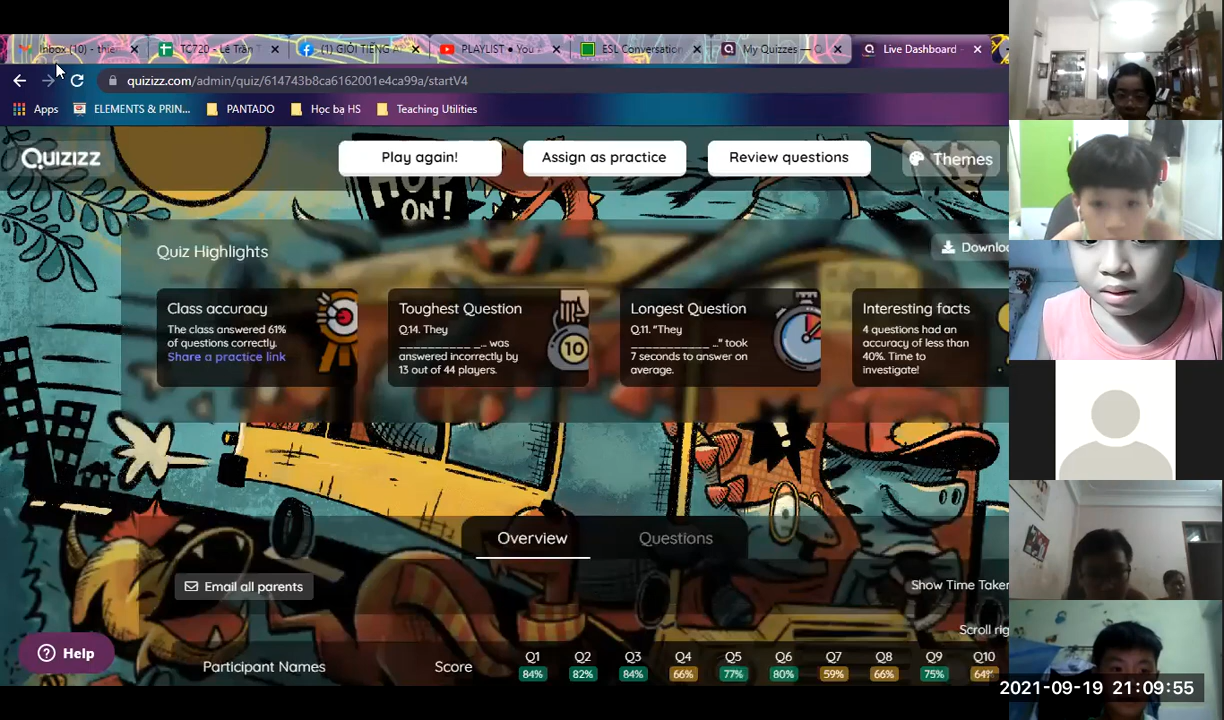 Inbox (10) - thie
TC720 - Lê Trần T
(1) GIỎI TIẾNG A
PLAYLIST ● You
ESL Conversation
My Quizzes — Q
Live Dashboard -
quizizz.com/admin/quiz/614743b8ca6162001e4ca99a/startV4
Apps
ELEMENTS & PRIN...
PANTADO
Học bạ HS
Teaching Utilities
Quizizz
Play again!
Assign as practice
Review questions
Themes
HOP
ON'!
Quiz Highlights
Downloa
Class accuracy
The class answered 61%
of questions correctly.
Share a practice link
Toughest Question
Q.14. They
____________ _... was
answered incorrectly by
13 out of 44 players.
10
Longest Question
Q.11. "They
____________ ..." took
7 seconds to answer on
average.
Interesting facts
4 questions had an
accuracy of less than
40%. Time to
investigate!
Overview
Questions
Email all parents
Show Time Taken
Scroll rig
Help
Participant Names
Score
Q1 Q2 Q3 Q4 Q5 Q6 Q7 Q8 Q9 Q10
84% 82% 84% 66% 77% 80% 59% 66% 75% 64%
2021-09-19 21:09:55